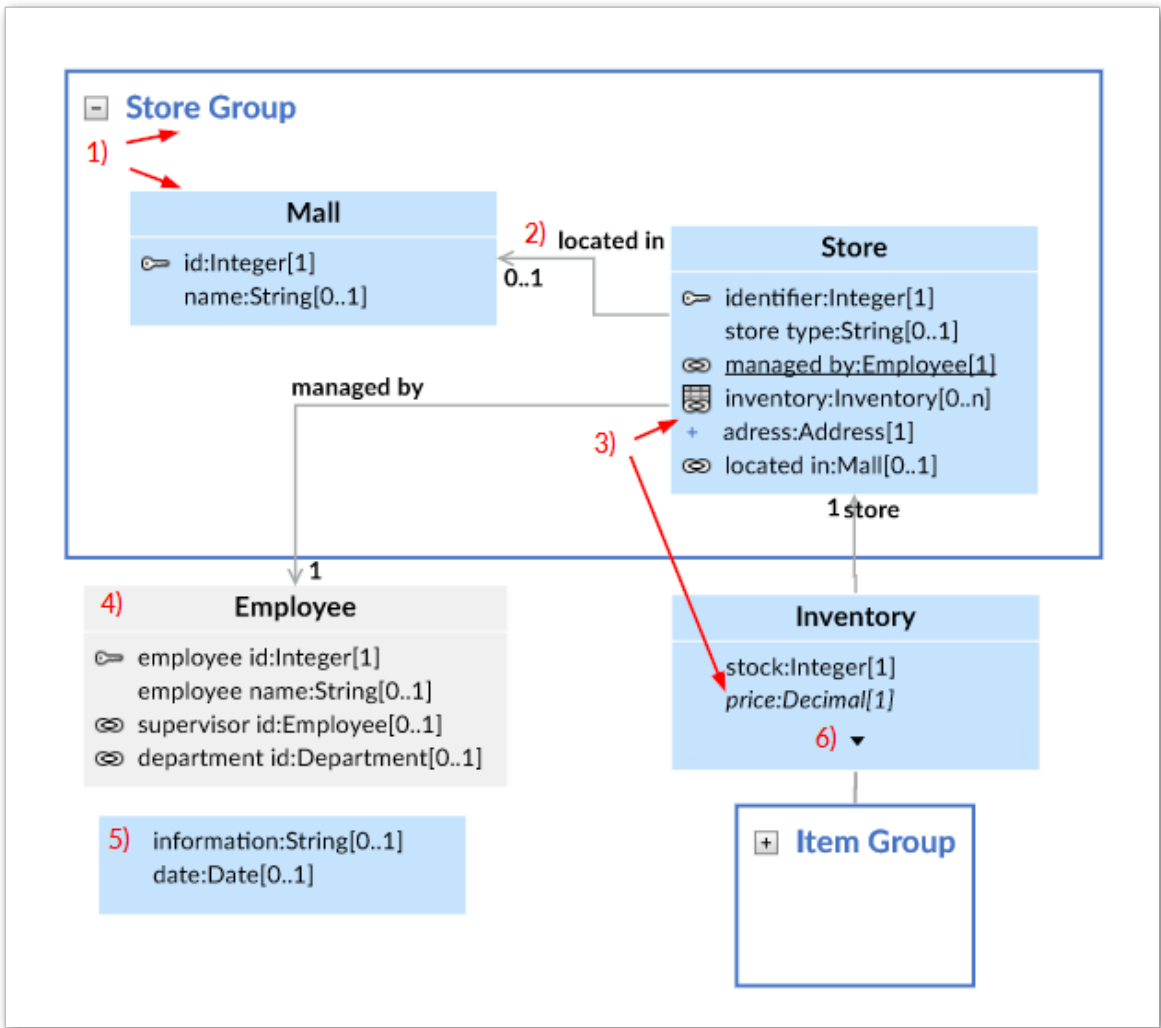 Store Group
1)
Mall
id:Integer[1]
name:String[0..1]
2) located in
0..1
Store
identifier:Integer[1]
store type:String[0..1]
managed by:Employee[1]
inventory:Inventory[0..n]
+ adress:Address[1]
located in:Mall[0..1]
managed by
3)
1 store
1
4) Employee
employee id:Integer[1]
employee name:String[0..1]
supervisor id:Employee[0..1]
department id:Department[0..1]
Inventory
stock:Integer[1]
price:Decimal[1]
6)
5) information:String[0..1]
date:Date[0..1]
Item Group